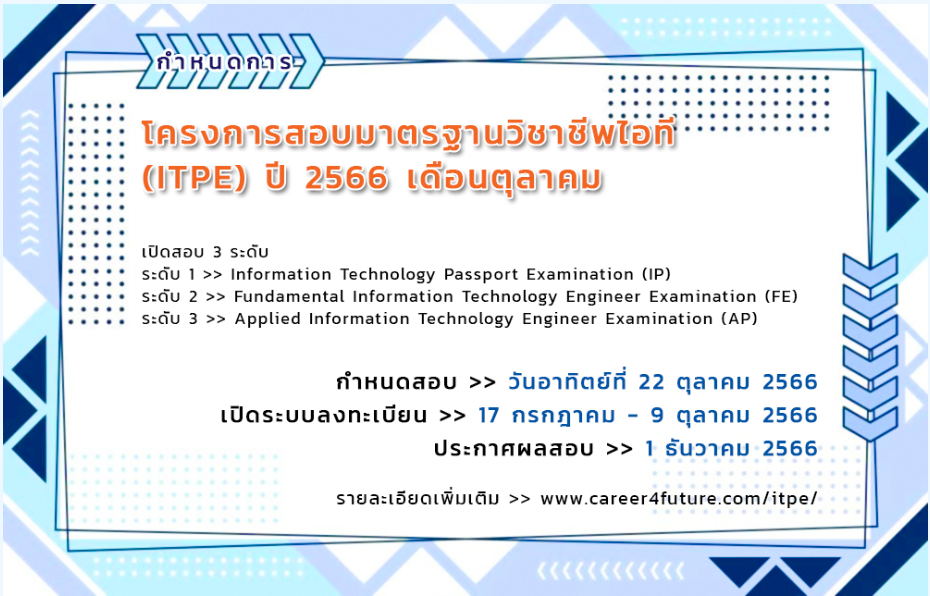 กำหนดการ
โครงการสอบมาตรฐานวิชาชีพไอที
(ITPE) ปี 2566 เดือนตุลาคม
เปิดสอบ 3 ระดับ
ระดับ 1 >> Information Technology Passport Examination (IP)
ระดับ 2 >> Fundamental Information Technology Engineer Examination (FE)
ระดับ 3 >> Applied Information Technology Engineer Examination (AP)
กำหนดสอบ >> วันอาทิตย์ที่ 22 ตุลาคม 2566
เปิดระบบลงทะเบียน >> 17 กรกฎาคม - 9 ตุลาคม 2566
ประกาศผลสอบ >> 1 ธันวาคม 2566
รายละเอียดเพิ่มเติม >> www.career4future.com/itpe/